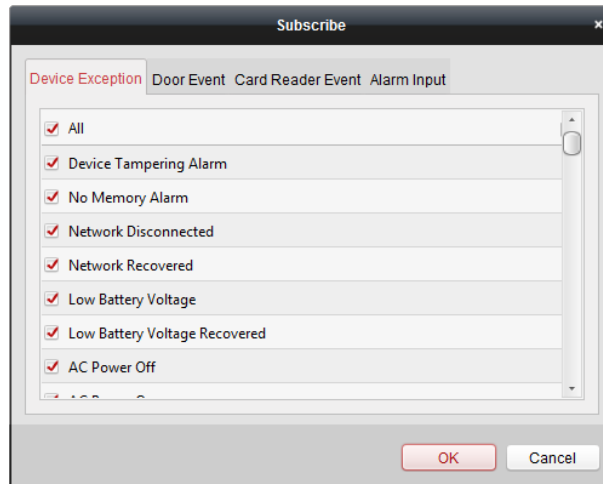 Subscribe
Device Exception Door Event Card Reader Event Alarm Input
All
Device Tampering Alarm
No Memory Alarm
Network Disconnected
Network Recovered
Low Battery Voltage
Low Battery Voltage Recovered
AC Power Off
OK Cancel